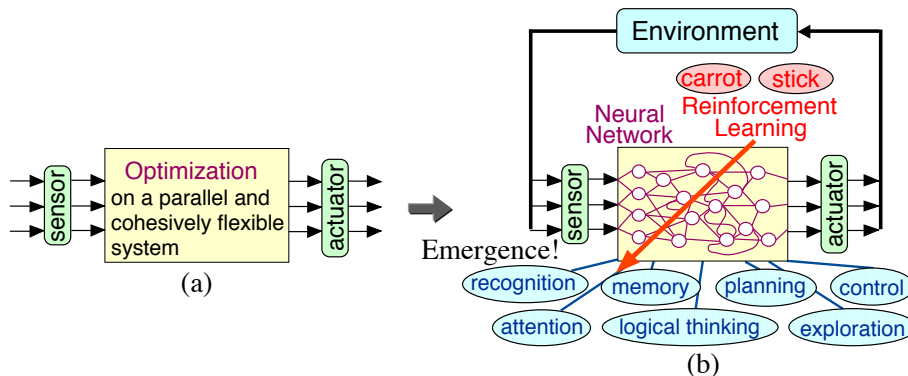 sensor
Optimization
on a parallel and
cohesively flexible
system
actuator
(a)
Environment
carrot
stick
Reinforcement
Learning
Neural
Network
sensor
actuator
Emergence!
recognition
memory
planning
control
attention
logical thinking
exploration
(b)